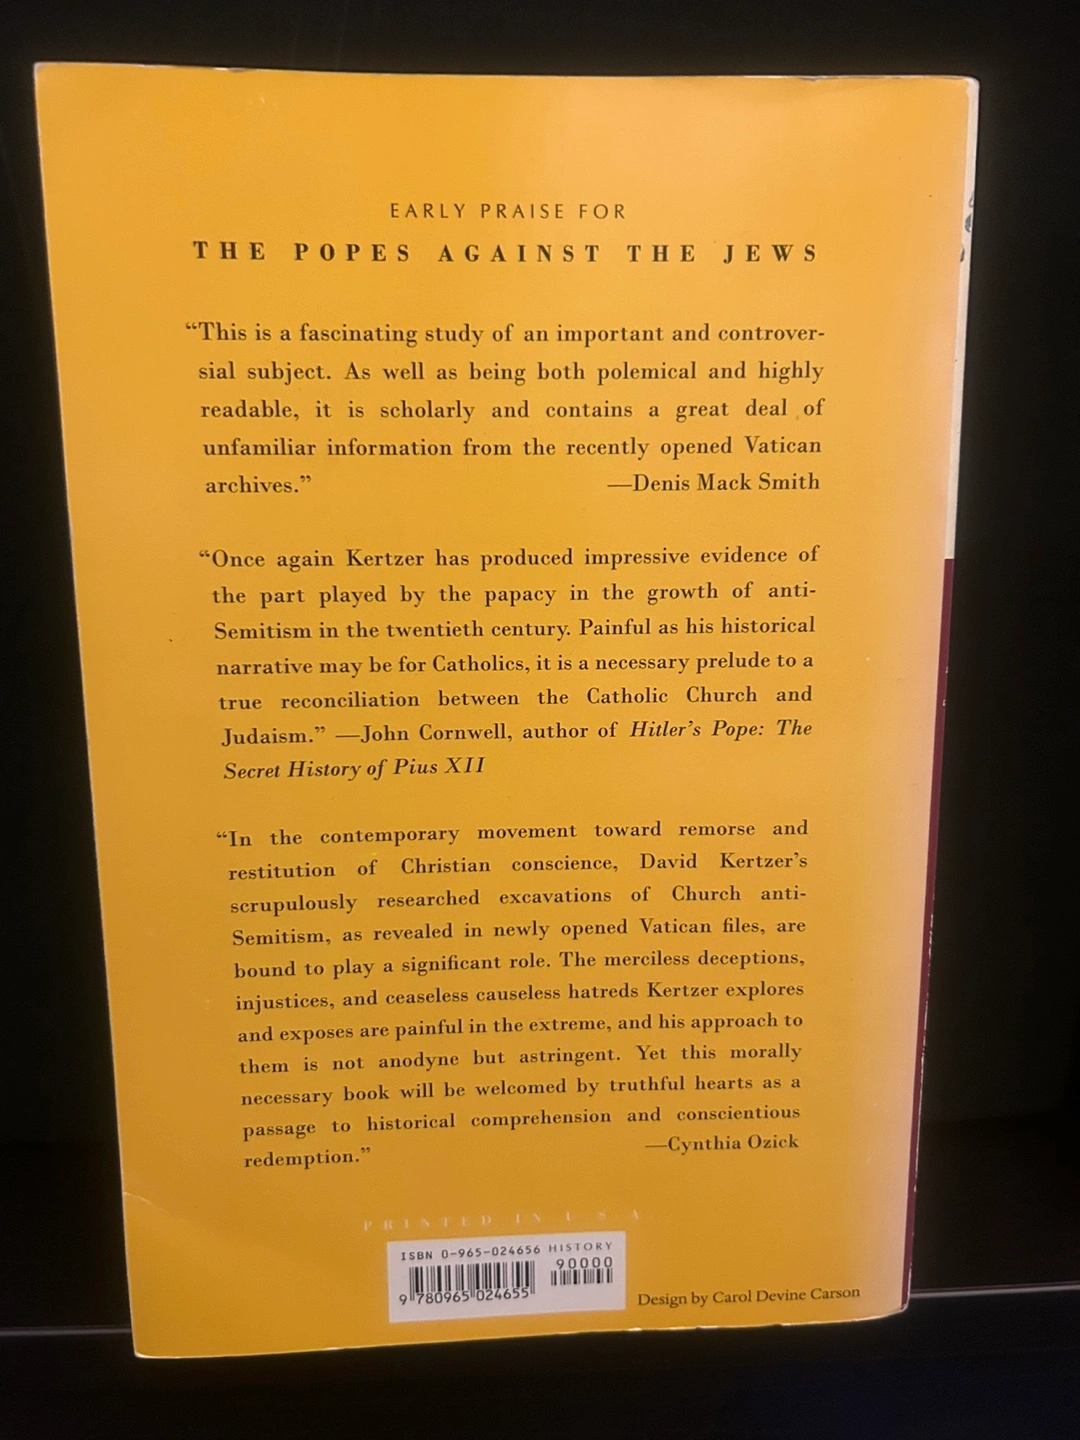 EARLY PRAISE FOR
THE POPES AGAINST THE JEWS
“This is a fascinating study of an important and controver-
sial subject. As well as being both polemical and highly
readable, it is scholarly and contains a great deal of
unfamiliar information from the recently opened Vatican
archives.” —Denis Mack Smith
“Once again Kertzer has produced impressive evidence of
the part played by the papacy in the growth of anti-
Semitism in the twentieth century. Painful as his historical
narrative may be for Catholics, it is a necessary prelude to a
true reconciliation between the Catholic Church and
Judaism.” —John Cornwell, author of Hitler’s Pope: The
Secret History of Pius XII
“In the contemporary movement toward remorse and
restitution of Christian conscience, David Kertzer’s
scrupulously researched excavations of Church anti-
Semitism, as revealed in newly opened Vatican files, are
bound to play a significant role. The merciless deceptions,
injustices, and ceaseless causeless hatreds Kertzer explores
and exposes are painful in the extreme, and his approach to
them is not anodyne but astringent. Yet this morally
necessary book will be welcomed by truthful hearts as a
passage to historical comprehension and conscientious
redemption.” —Cynthia Ozick
PRINTED IN U.S.A.
ISBN 0-965-024656 HISTORY
90000
9 780965 024655
Design by Carol Devine Carson